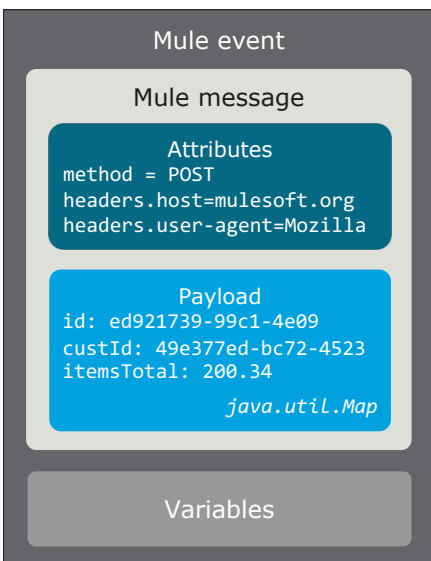 Mule event
Mule message
Attributes
method = POST
headers.host=mulesoft.org
headers.user-agent=Mozilla
Payload
id: ed921739-99c1-4e09
custId: 49e377ed-bc72-4523
itemsTotal: 200.34
java.util.Map
Variables